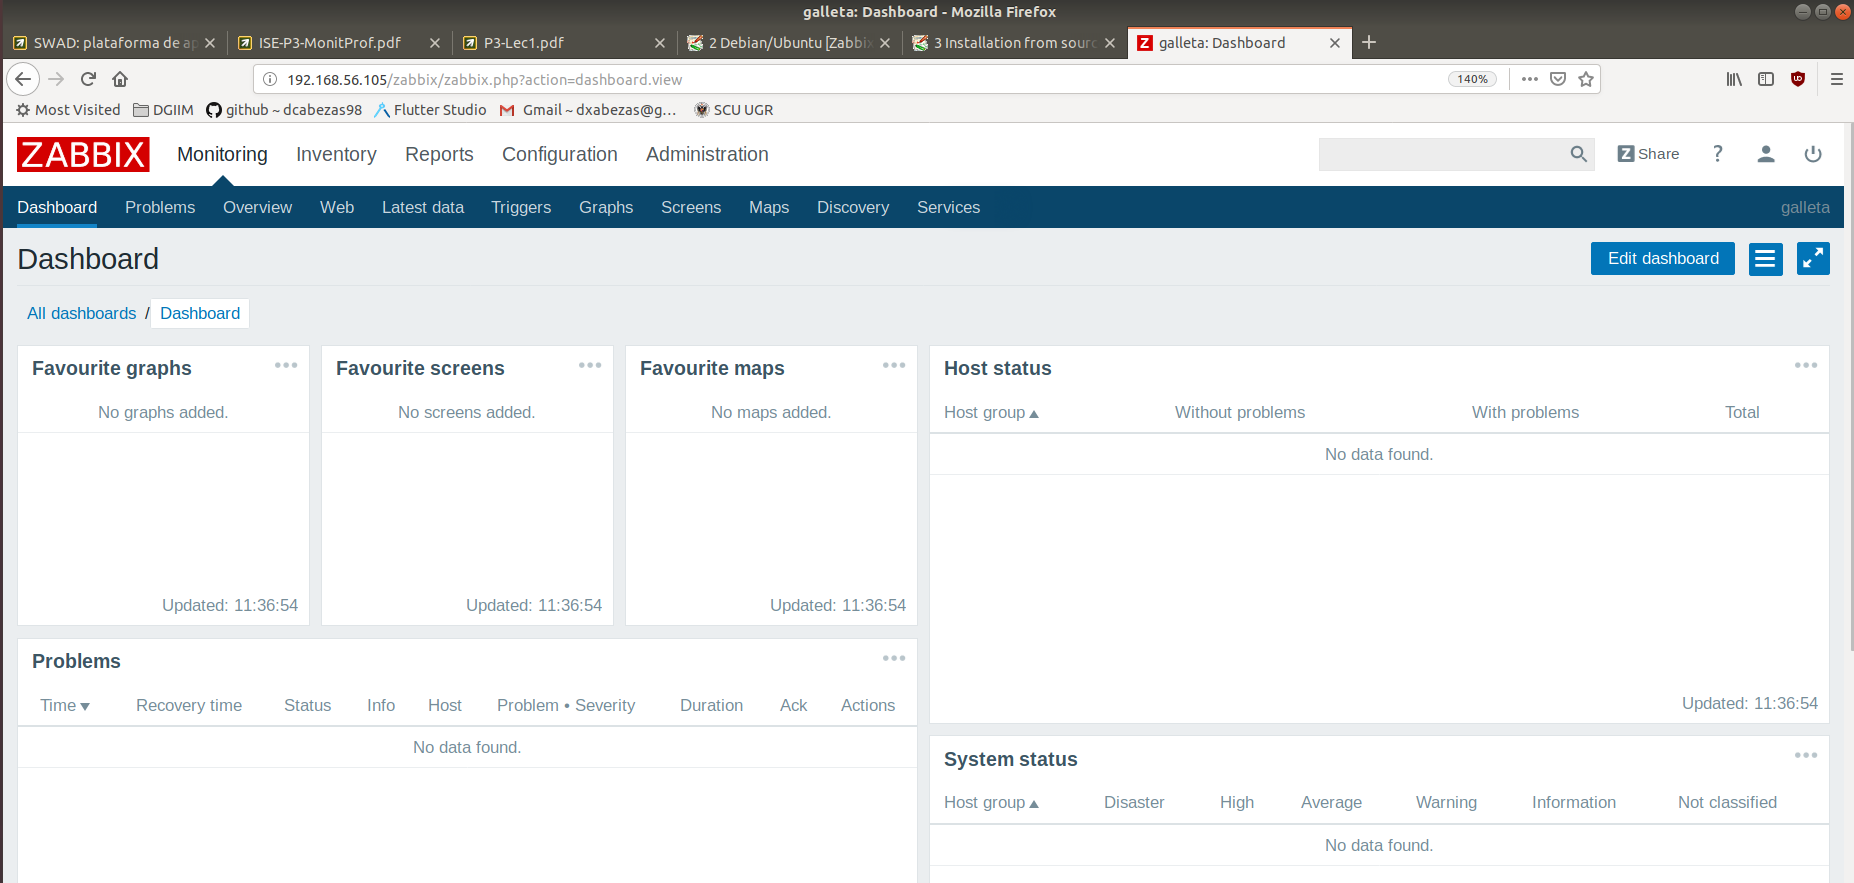 galleta: Dashboard - Mozilla Firefox
SWAD: plataforma de ap ISE-P3-MonitProf.pdf P3-Lec1.pdf 2 Debian/Ubuntu [Zabbix 3 Installation from sourc galleta: Dashboard
192.168.56.105/zabbix/zabbix.php?action=dashboard.view 140%
Most Visited DGIIM github ~ dcabezas98 Flutter Studio Gmail ~ dxabezas@g... SCU UGR
ZABBIX Monitoring Inventory Reports Configuration Administration Z Share ?
Dashboard Problems Overview Web Latest data Triggers Graphs Screens Maps Discovery Services galleta
Dashboard Edit dashboard
All dashboards / Dashboard
Favourite graphs Favourite screens Favourite maps Host status
No graphs added. No screens added. No maps added. Host group ▲ Without problems With problems Total
No data found.
Updated: 11:36:54 Updated: 11:36:54 Updated: 11:36:54
Problems
Time ▼ Recovery time Status Info Host Problem • Severity Duration Ack Actions
Updated: 11:36:54
No data found.
System status
Host group ▲ Disaster High Average Warning Information Not classified
No data found.